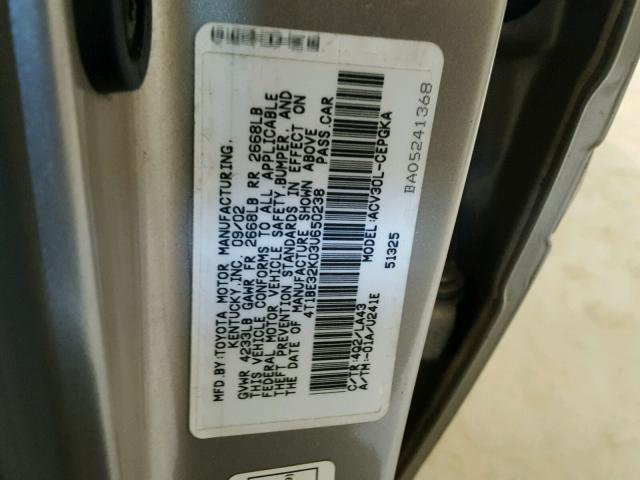 MFD.BY:TOYOTA MOTOR MANUFACTURING,
KENTUCKY,INC. 09/02
GVWR 4233LB GAWR FR 2668LB RR 2668LB
THIS VEHICLE CONFORMS TO ALL APPLICABLE
FEDERAL MOTOR VEHICLE SAFETY,BUMPER, AND
THEFT PREVENTION STANDARDS IN EFFECT ON
THE DATE OF MANUFACTURE SHOWN ABOVE
4T1BE32K03U650238 PASS.CAR
C/TR:4Q2/LA43 MODEL:ACV30L-CEPGKA
A/TM:-01A/U241E 51325
BA05241368